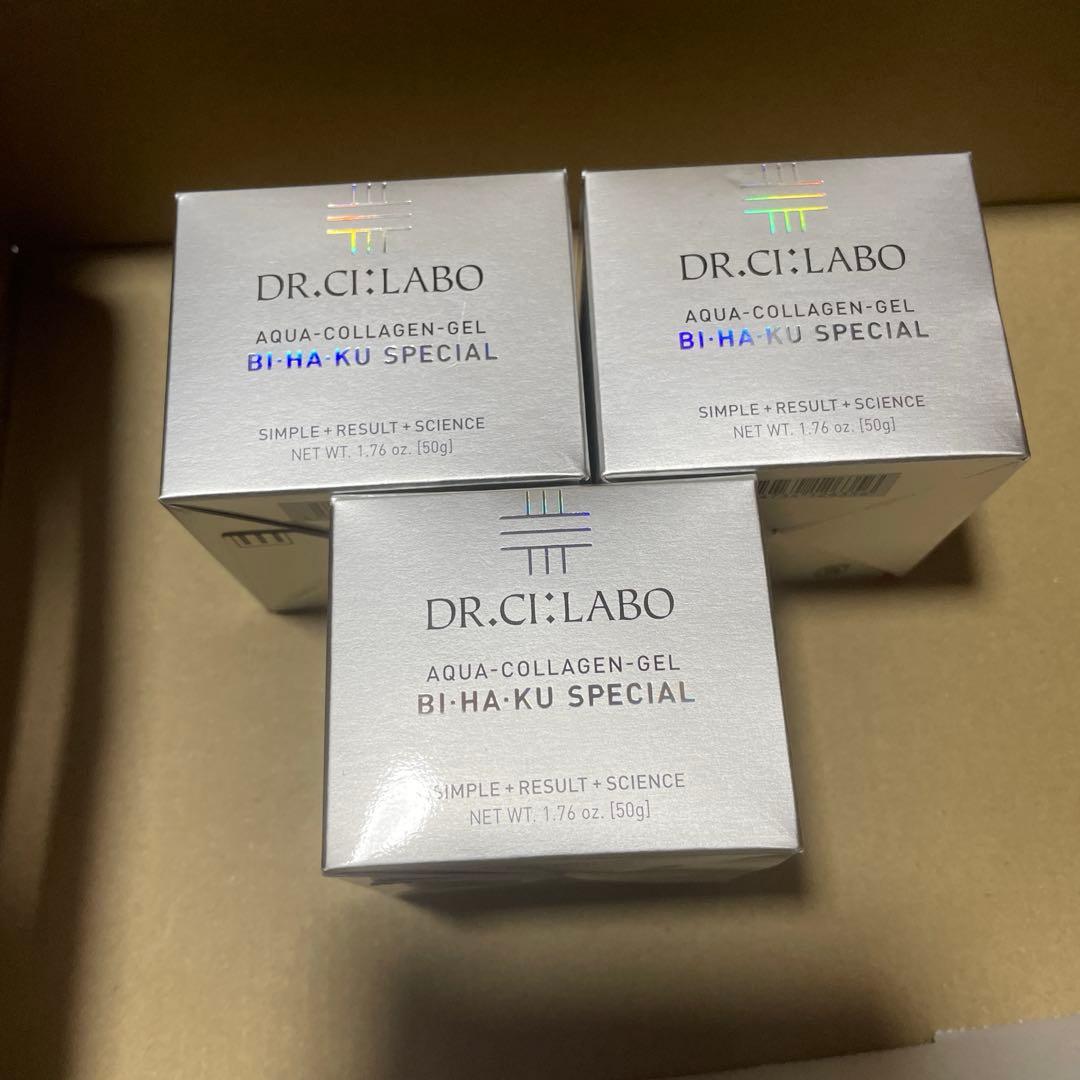 DR.CI:LABO
AQUA-COLLAGEN-GEL
BI·HA·KU SPECIAL
SIMPLE + RESULT + SCIENCE
NET WT. 1.76 oz. [50g]
DR.CI:LABO
AQUA-COLLAGEN-GEL
BI·HA·KU SPECIAL
SIMPLE + RESULT + SCIENCE
NET WT. 1.76 oz. [50g]
DR.CI:LABO
AQUA-COLLAGEN-GEL
BI·HA·KU SPECIAL
SIMPLE + RESULT + SCIENCE
NET WT. 1.76 oz. [50g]